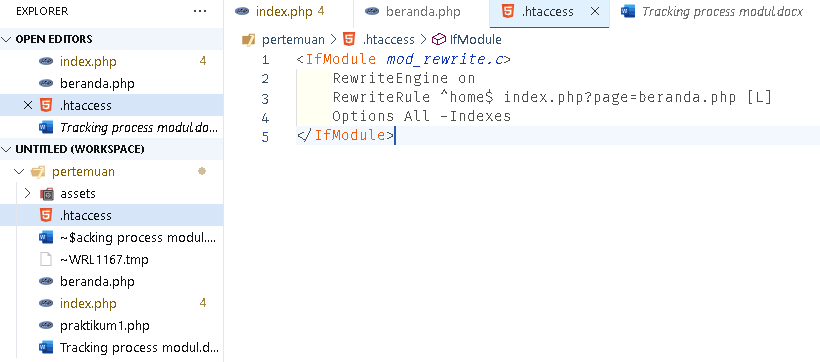 EXPLORER ···
OPEN EDITORS
index.php 4
beranda.php
.htaccess
Tracking process modul.do...
UNTITLED (WORKSPACE)
pertemuan
assets
.htaccess
~$acking process modul....
~WRL1167.tmp
beranda.php
index.php 4
praktikum1.php
Tracking process modul.d...
index.php 4 beranda.php .htaccess Tracking process modul.docx
pertemuan > .htaccess > IfModule
1 <IfModule mod_rewrite.c>
2 RewriteEngine on
3 RewriteRule ^home$ index.php?page=beranda.php [L]
4 Options All -Indexes
5 </IfModule>